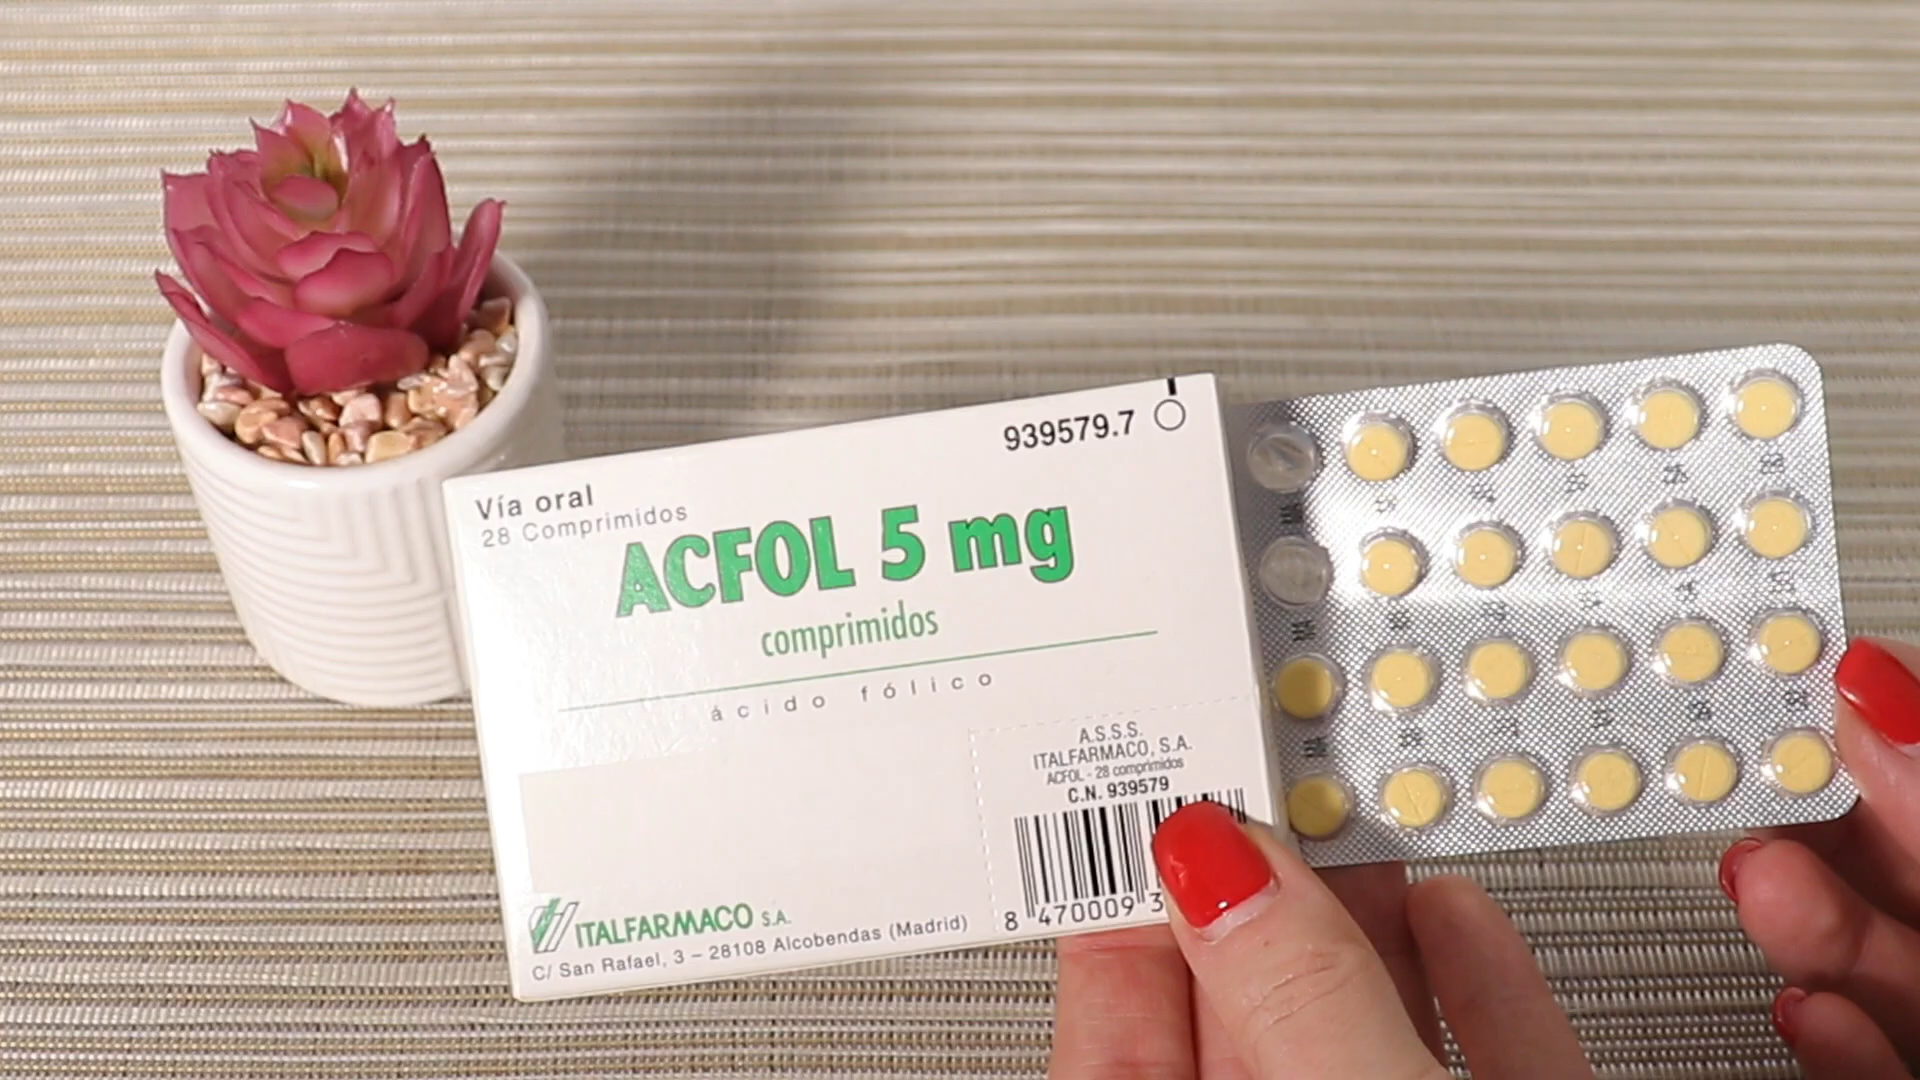 939579.7
Vía oral
28 Comprimidos
ACFOL 5 mg
comprimidos
ácido fólico
A.S.S.S.
ITALFARMACO, S.A.
ACFOL - 28 comprimidos
C.N. 939579
8 470009 3
ITALFARMACO S.A.
C/ San Rafael, 3 – 28108 Alcobendas (Madrid)